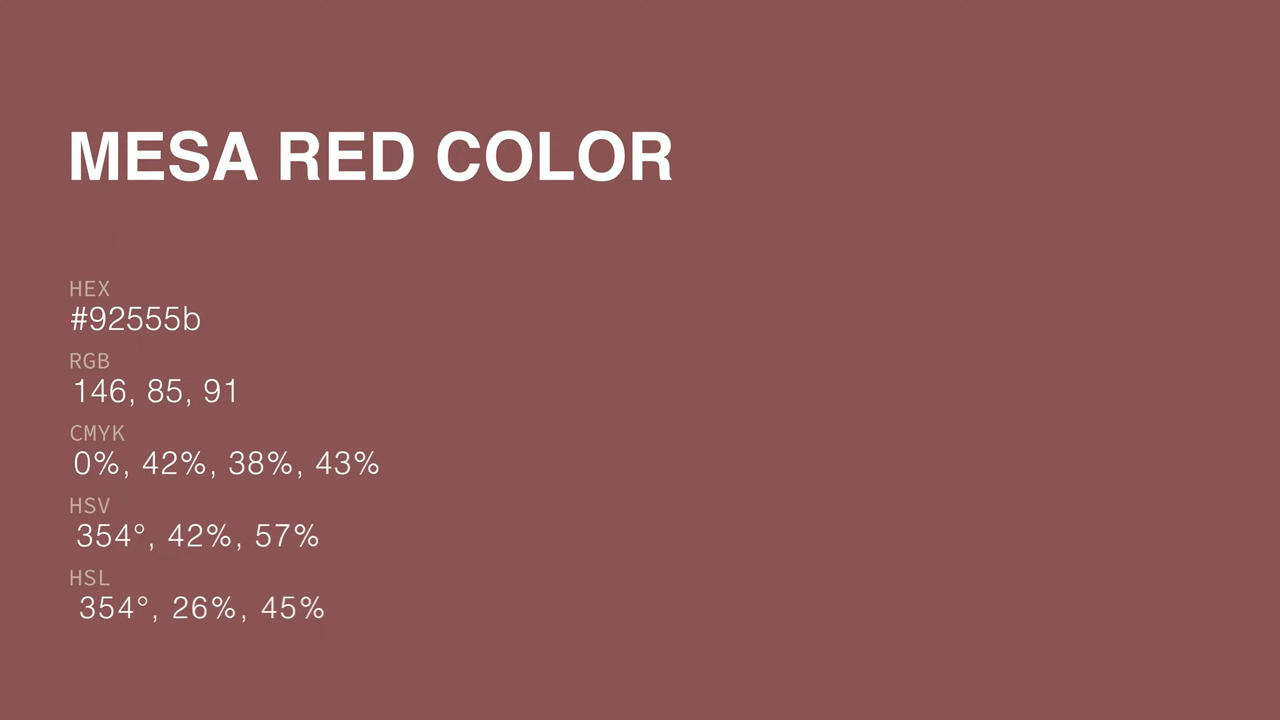 MESA RED COLOR
HEX
#92555b
RGB
146, 85, 91
CMYK
0%, 42%, 38%, 43%
HSV
354°, 42%, 57%
HSL
354°, 26%, 45%